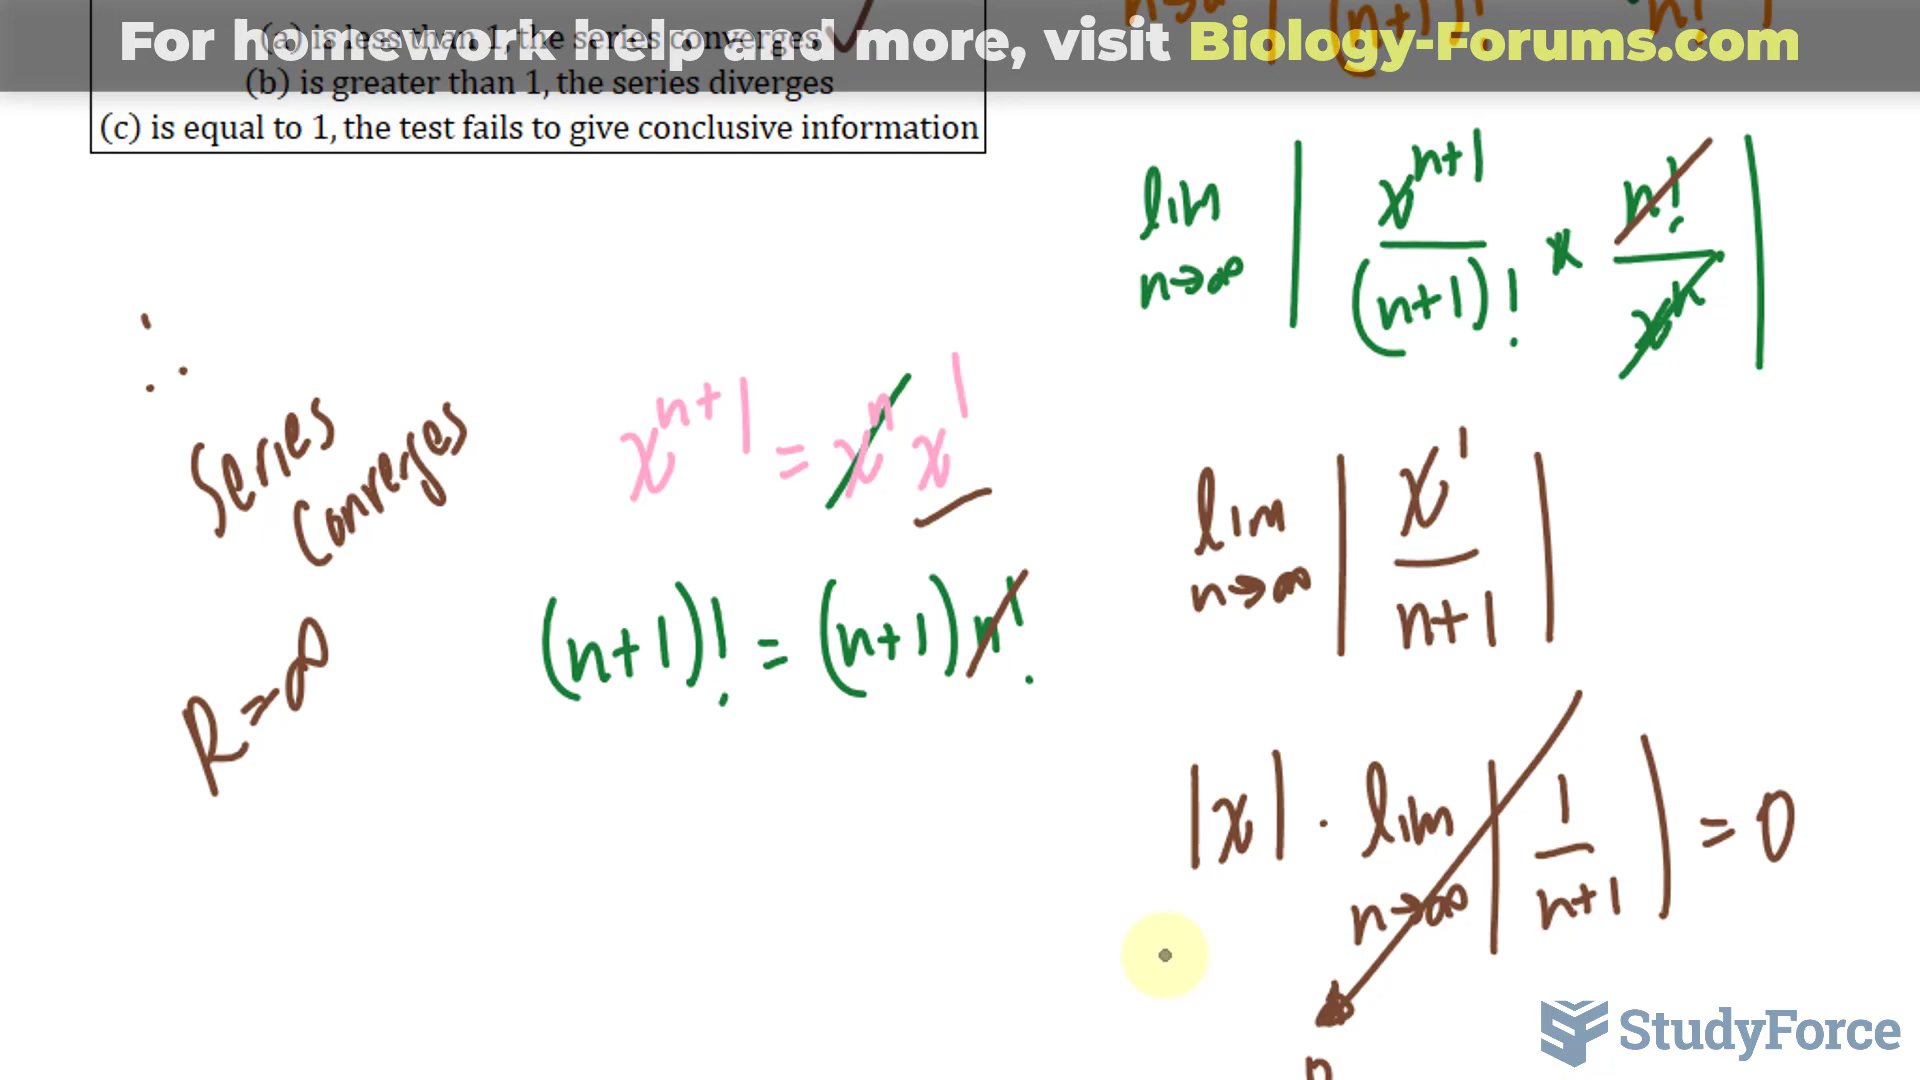 For homework help and more, visit Biology-Forums.com
(a) is less than 1, the series converges
(b) is greater than 1, the series diverges
(c) is equal to 1, the test fails to give conclusive information
n→∞ | (n+1)! n! |
lim n→∞ | x^{n+1} / (n+1)! * n! / x^n |
∴
Series
Converges
R=∞
x^{n+1} = x^n x^1
(n+1)! = (n+1) n!
lim n→∞ | x^1 / n+1 |
|x| · lim n→∞ | 1 / n+1 | = 0
StudyForce